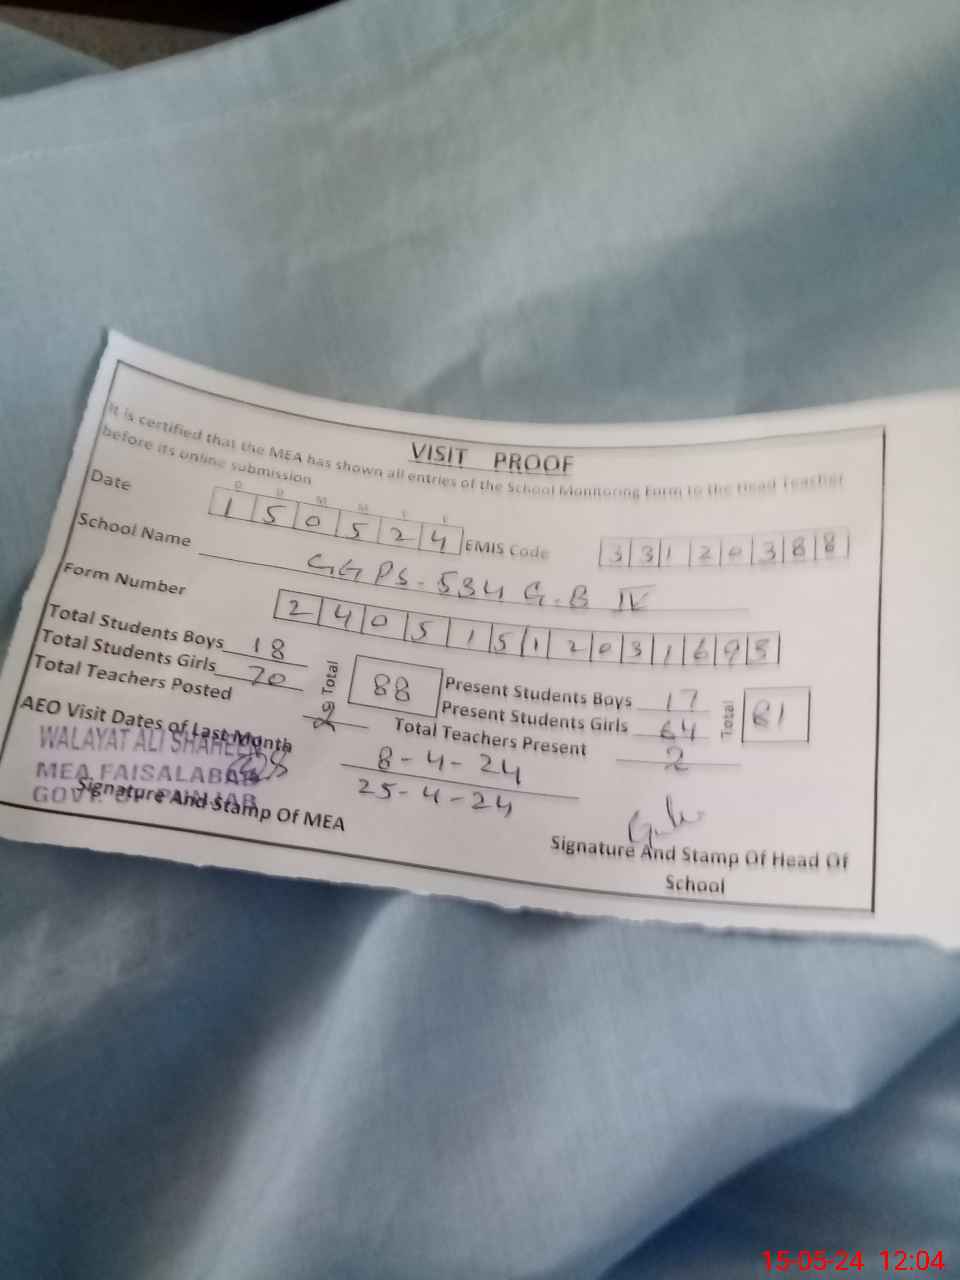 VISIT PROOF
It is certified that the MEA has shown all entries of the School Monitoring Form to the Head Teacher
before its online submission
Date D D M M Y Y 1 5 0 5 2 4 EMIS Code 3 3 1 2 0 3 8 8
School Name GGPS - 534 G.B IV
Form Number 2 4 0 5 1 5 1 2 0 3 1 6 9 5
Total Students Boys 18 Total 88 Present Students Boys 17 Total 81
Total Students Girls 70 Present Students Girls 64
Total Teachers Posted 2 Total Teachers Present 2
AEO Visit Dates of Last Month 8-4-24
25-4-24
WALAYAT ALI SHAHEEN
MEA FAISALABAD
GOVT. OF PUNJAB
Signature And Stamp Of MEA
Signature And Stamp Of Head Of
School
15-05-24 12:04